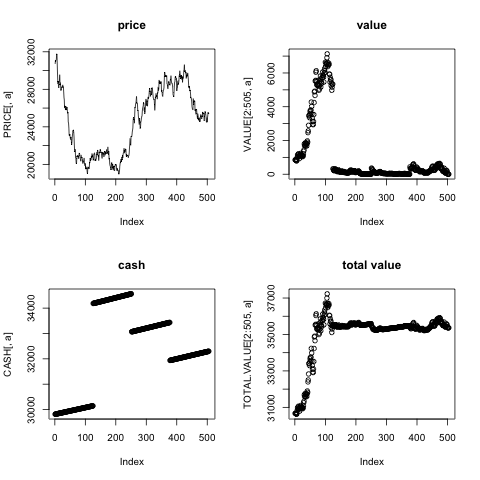 price
PRICE[, a]
20000 24000 28000 32000
0 100 200 300 400 500
Index
value
VALUE[2:505, a]
0 2000 4000 6000
0 100 200 300 400 500
Index
cash
CASH[, a]
30000 32000 34000
0 100 200 300 400 500
Index
total value
TOTAL.VALUE[2:505, a]
31000 33000 35000 37000
0 100 200 300 400 500
Index